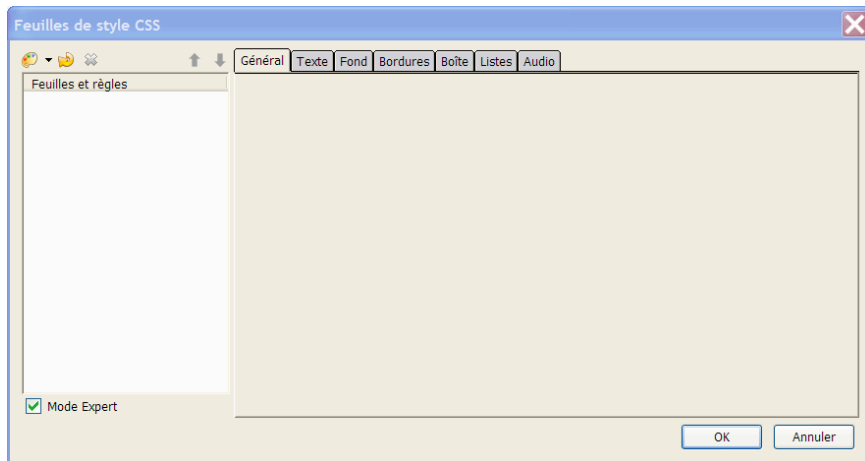 Feuilles de style CSS
Général Texte Fond Bordures Boîte Listes Audio
Feuilles et règles
Mode Expert
OK Annuler